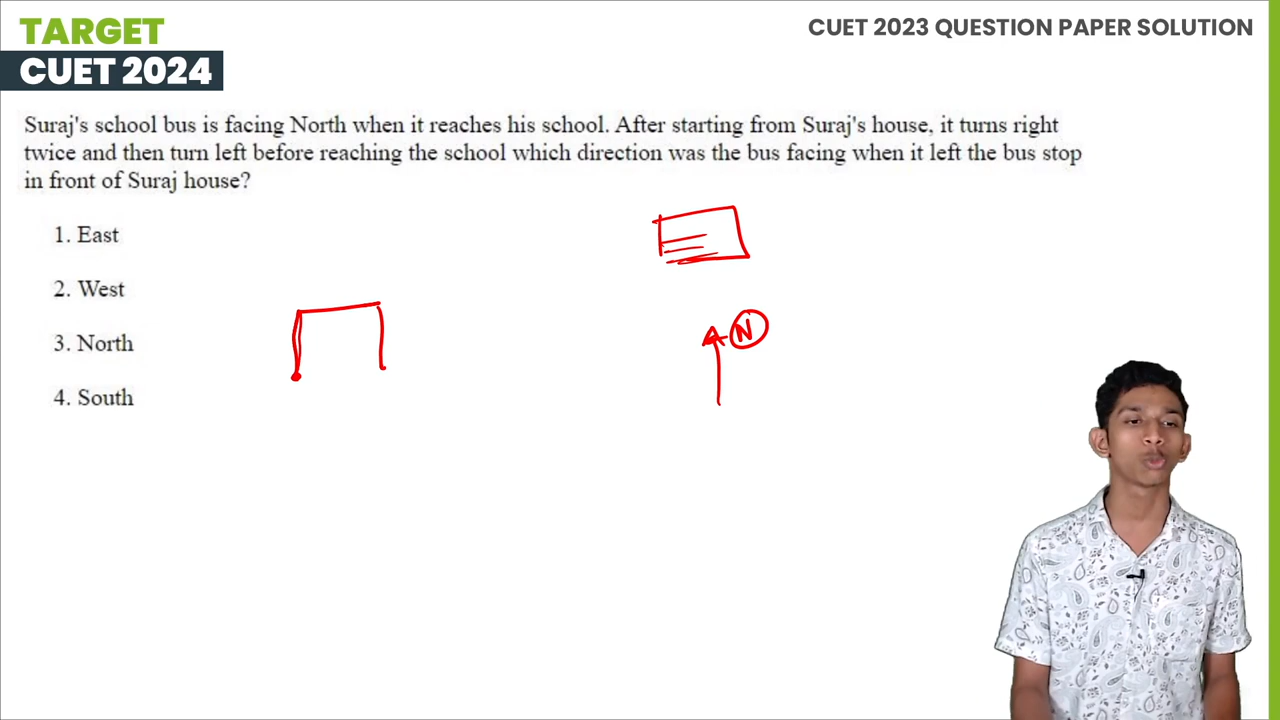 TARGET
CUET 2024
CUET 2023 QUESTION PAPER SOLUTION
Suraj's school bus is facing North when it reaches his school. After starting from Suraj's house, it turns right
twice and then turn left before reaching the school which direction was the bus facing when it left the bus stop
in front of Suraj house?
1. East
2. West
3. North
4. South
N